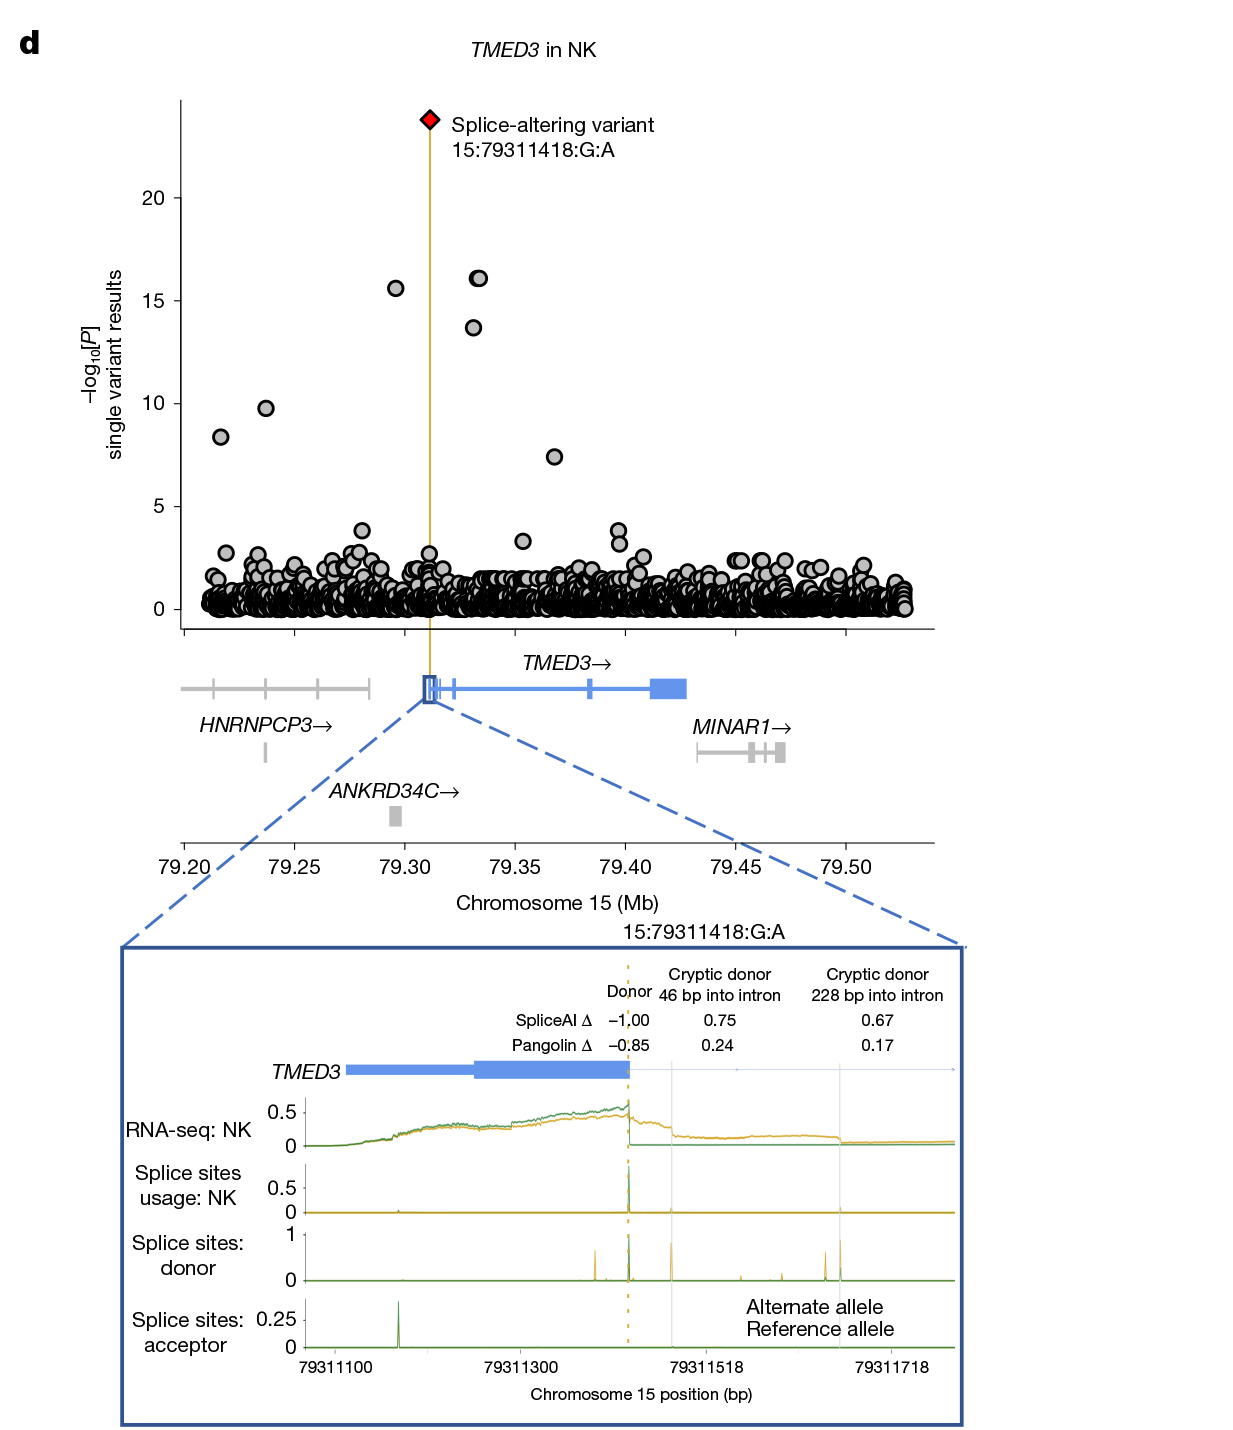 d
TMED3 in NK
Splice-altering variant
15:79311418:G:A
–log10[P]
single variant results
20
15
10
5
0
TMED3→
HNRNPCP3→
MINAR1→
ANKRD34C→
79.20 79.25 79.30 79.35 79.40 79.45 79.50
Chromosome 15 (Mb)
15:79311418:G:A
Donor
Cryptic donor
46 bp into intron
Cryptic donor
228 bp into intron
SpliceAI Δ –1.00 0.75 0.67
Pangolin Δ –0.85 0.24 0.17
TMED3
RNA-seq: NK
0.5
0
Splice sites
usage: NK
0.5
0
Splice sites:
donor
1
0
Splice sites:
acceptor
0.25
0
Alternate allele
Reference allele
79311100 79311300 79311518 79311718
Chromosome 15 position (bp)